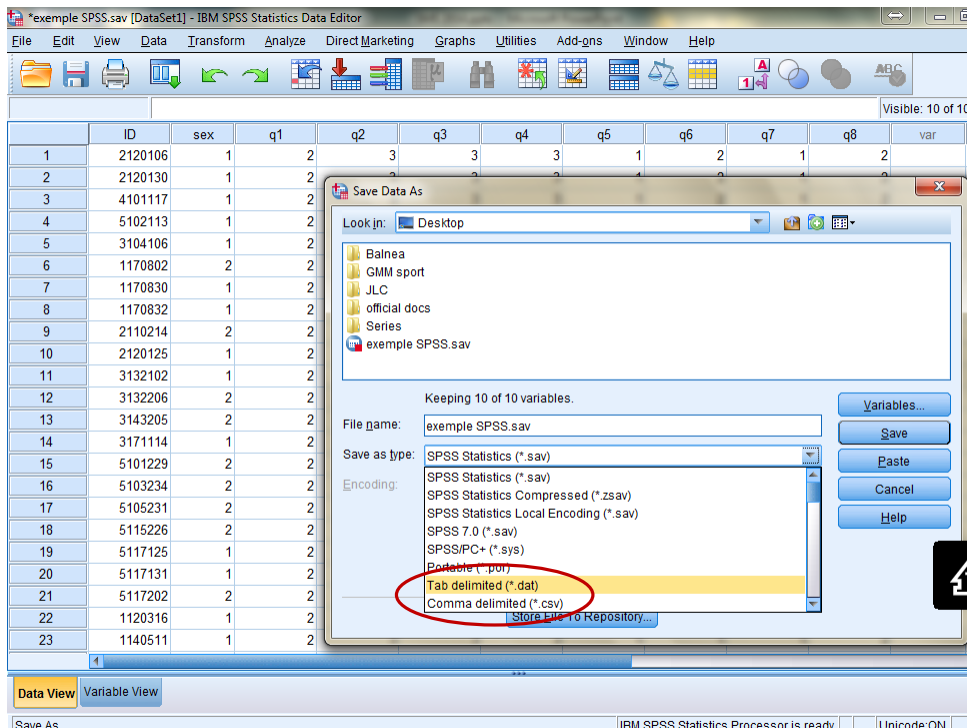 *exemple SPSS.sav [DataSet1] - IBM SPSS Statistics Data Editor
File Edit View Data Transform Analyze Direct Marketing Graphs Utilities Add-ons Window Help
Visible: 10 of 10
ID sex q1 q2 q3 q4 q5 q6 q7 q8 var
1 2120106 1 2 3 3 3 1 2 1 2
2 2120130 1 2
3 4101117 1 2
4 5102113 1 2
5 3104106 1 2
6 1170802 2 2
7 1170830 1 2
8 1170832 1 2
9 2110214 2 2
10 2120125 1 2
11 3132102 1 2
12 3132206 2 2
13 3143205 2 2
14 3171114 1 2
15 5101229 2 2
16 5103234 2 2
17 5105231 2 2
18 5115226 2 2
19 5117125 1 2
20 5117131 1 2
21 5117202 2 2
22 1120316 1 2
23 1140511 1 2
Save Data As
Look in: Desktop
Balnea
GMM sport
JLC
official docs
Series
exemple SPSS.sav
Keeping 10 of 10 variables.
File name: exemple SPSS.sav
Save as type: SPSS Statistics (*.sav)
Encoding:
SPSS Statistics (*.sav)
SPSS Statistics Compressed (*.zsav)
SPSS Statistics Local Encoding (*.sav)
SPSS 7.0 (*.sav)
SPSS/PC+ (*.sys)
Portable (*.por)
Tab delimited (*.dat)
Comma delimited (*.csv)
Store File To Repository...
Variables...
Save
Paste
Cancel
Help
Data View Variable View
Save As
IBM SPSS Statistics Processor is ready
Unicode:ON